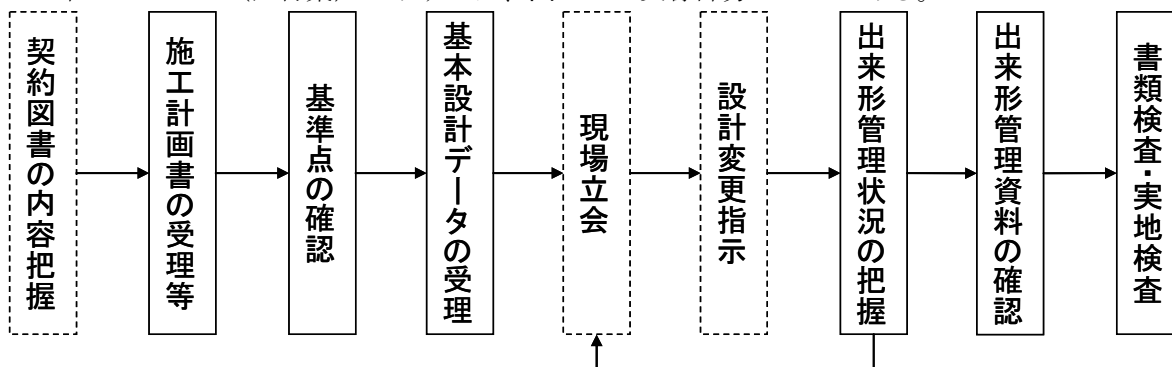 契約図書の内容把握
施工計画書の受理等
基準点の確認
基本設計データの受理
現場立会
設計変更指示
出来形管理状況の把握
出来形管理資料の確認
書類検査・実地検査